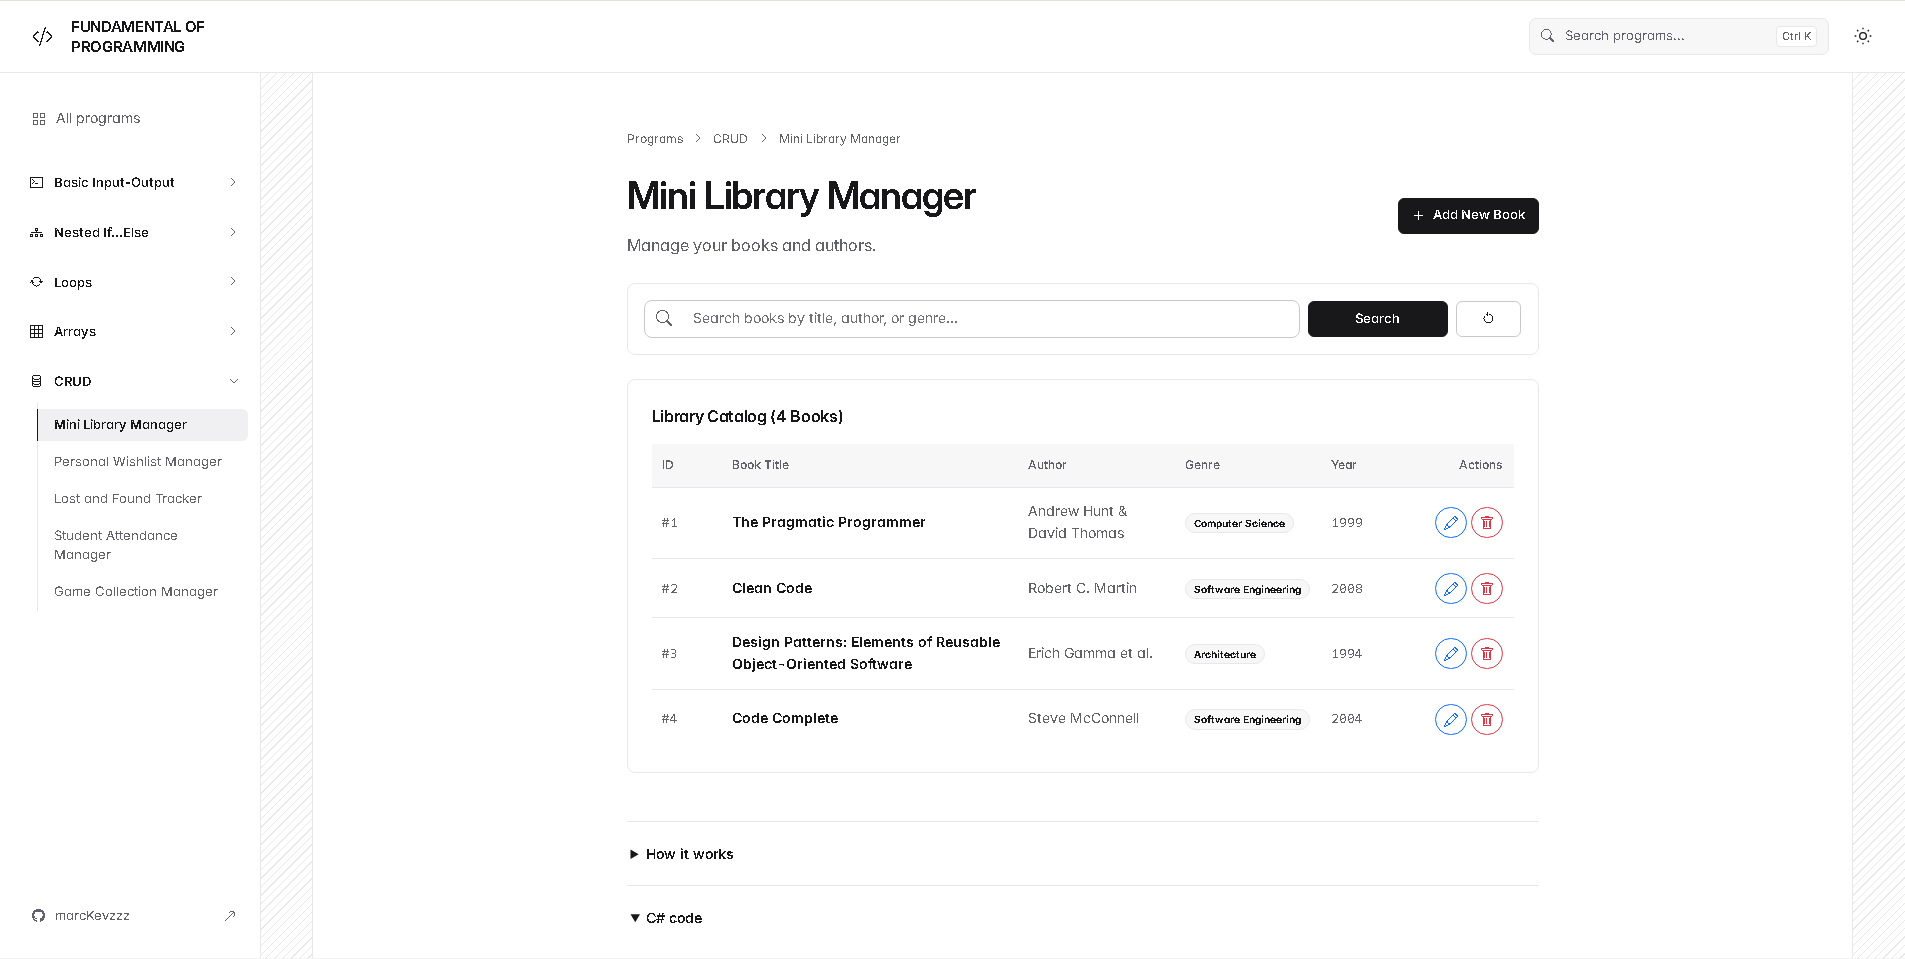 FUNDAMENTAL OF
PROGRAMMING
Search programs...
Ctrl K
All programs
Basic Input-Output
Nested If...Else
Loops
Arrays
CRUD
Mini Library Manager
Personal Wishlist Manager
Lost and Found Tracker
Student Attendance
Manager
Game Collection Manager
marcKevzzz
Programs
CRUD
Mini Library Manager
Mini Library Manager
Manage your books and authors.
Add New Book
Search books by title, author, or genre...
Search
Library Catalog (4 Books)
ID Book Title Author Genre Year Actions
#1 The Pragmatic Programmer Andrew Hunt &
David Thomas Computer Science 1999
#2 Clean Code Robert C. Martin Software Engineering 2008
#3 Design Patterns: Elements of Reusable
Object-Oriented Software Erich Gamma et al. Architecture 1994
#4 Code Complete Steve McConnell Software Engineering 2004
How it works
C# code